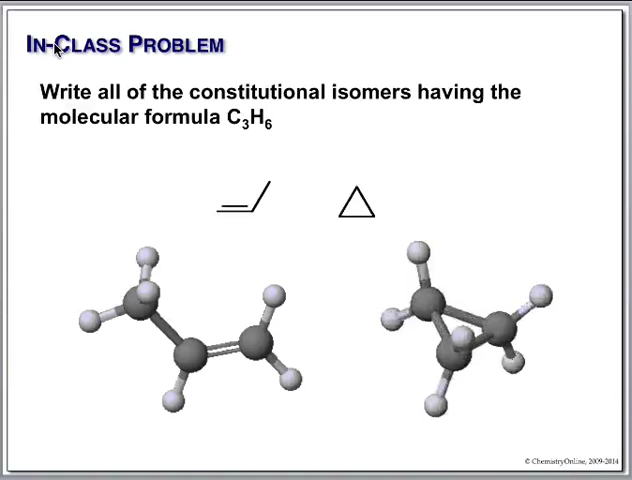 IN-CLASS PROBLEM
Write all of the constitutional isomers having the
molecular formula C₃H₆
© ChemistryOnline, 2009-2014